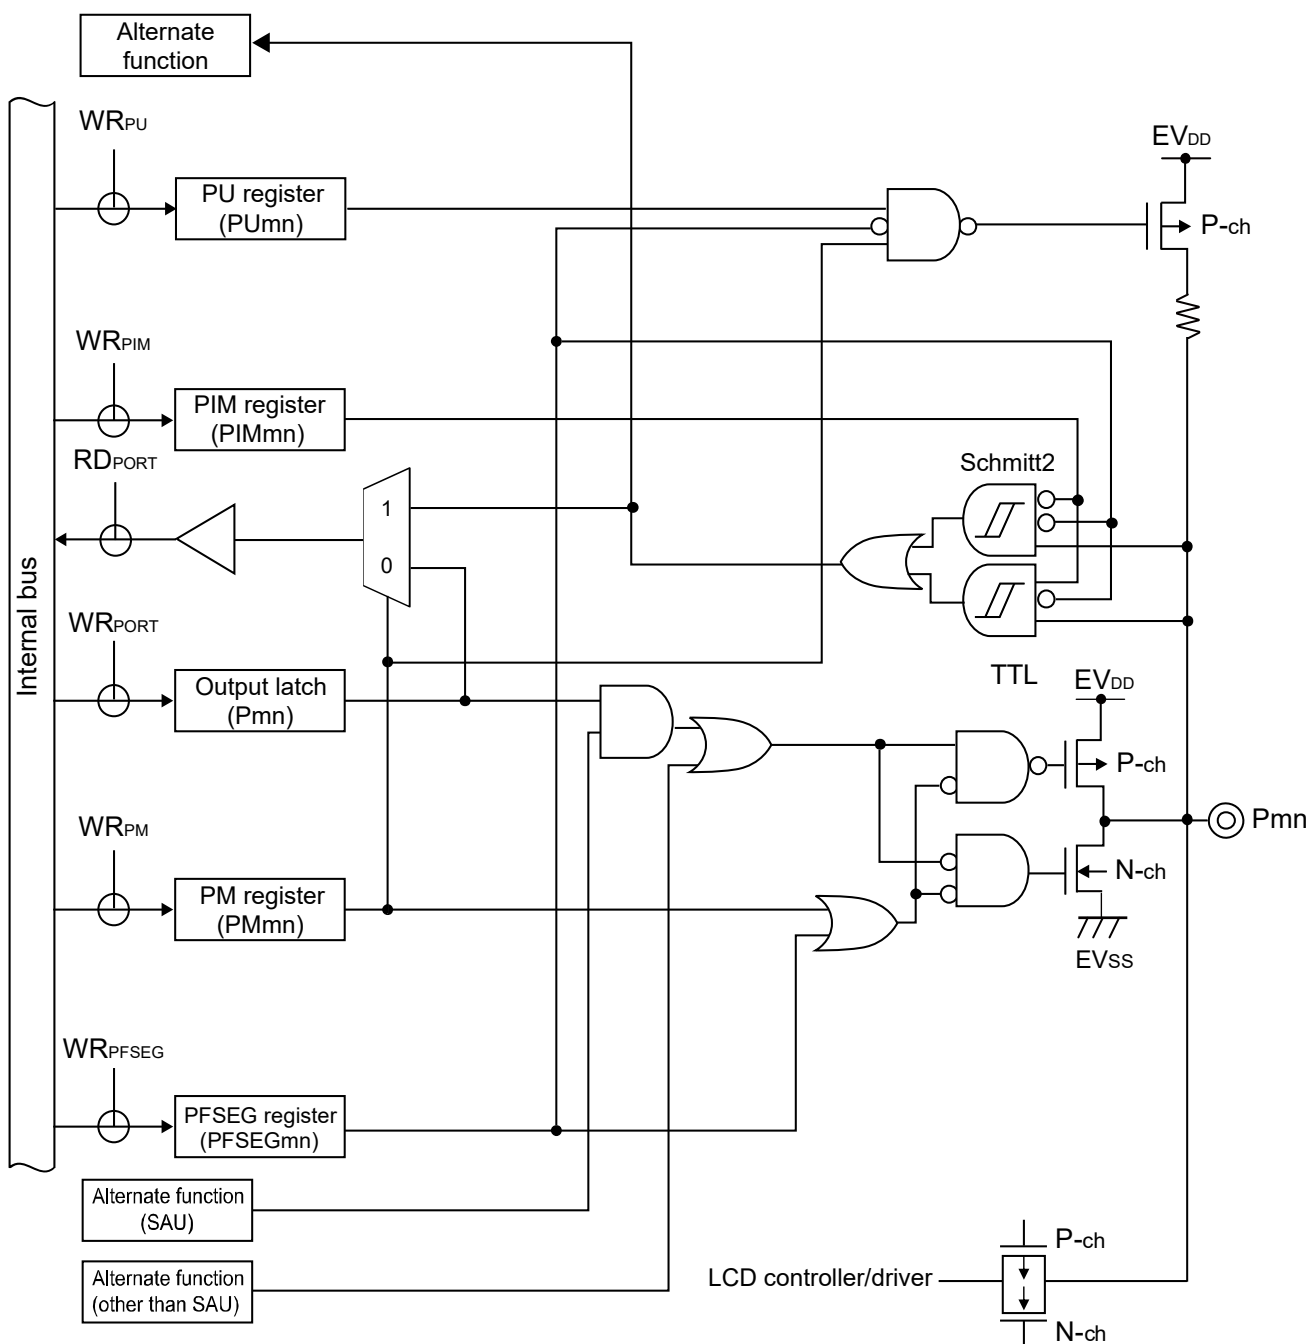 Alternate
function
WRPU
EVDD
PU register
(PUmn)
P-ch
WRPIM
PIM register
(PIMmn)
RDPORT
Schmitt2
1
0
Internal bus
WRPORT
Output latch
(Pmn)
TTL
EVDD
P-ch
Pmn
WRPM
N-ch
PM register
(PMmn)
EVSS
WRPFSEG
PFSEG register
(PFSEGmn)
Alternate function
(SAU)
P-ch
LCD controller/driver
Alternate function
(other than SAU)
N-ch